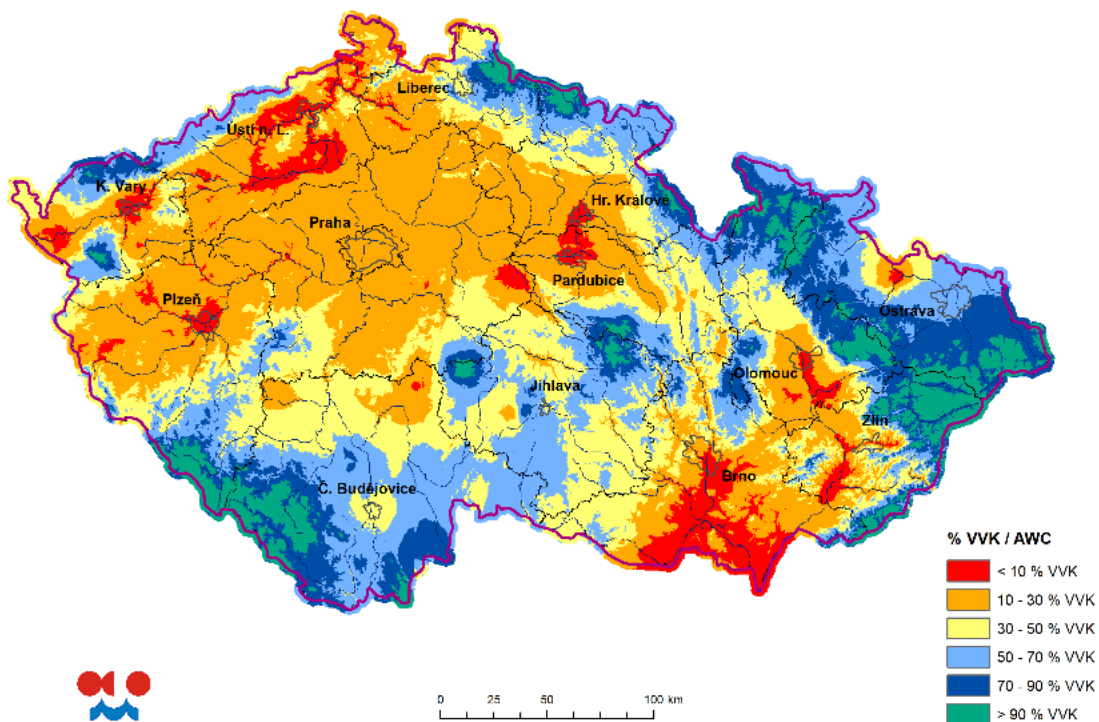 Liberec
Ústí n. L.
K. Vary
Hr. Králové
Praha
Pardubice
Plzeň
Ostrava
Olomouc
Jihlava
Zlín
Brno
Č. Budějovice
% VVK / AWC
< 10 % VVK
10 - 30 % VVK
30 - 50 % VVK
50 - 70 % VVK
70 - 90 % VVK
> 90 % VVK
0 25 50 100 km